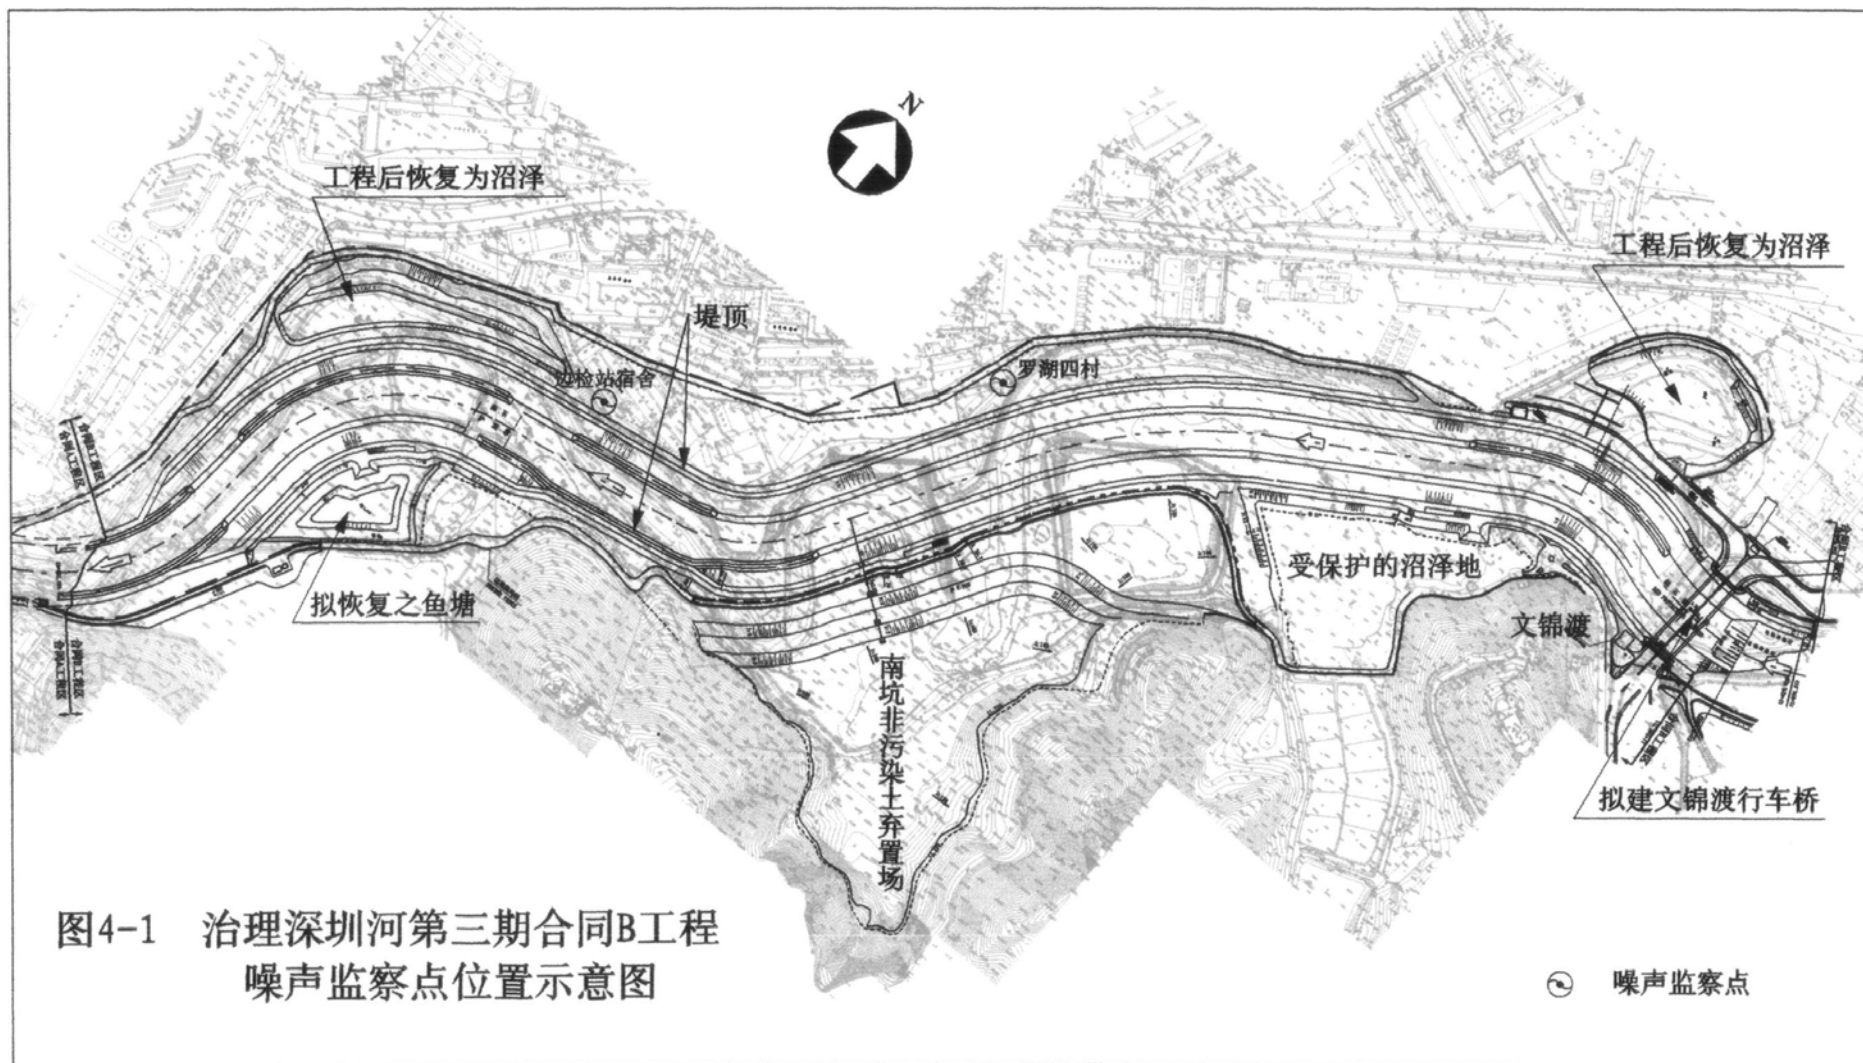 N
工程后恢复为沼泽
工程后恢复为沼泽
堤顶
边检站宿舍
罗湖四村
受保护的沼泽地
拟恢复之鱼塘
文锦渡
南坑非污染土弃置场
拟建文锦渡行车桥
图4-1 治理深圳河第三期合同B工程
噪声监察点位置示意图
噪声监察点